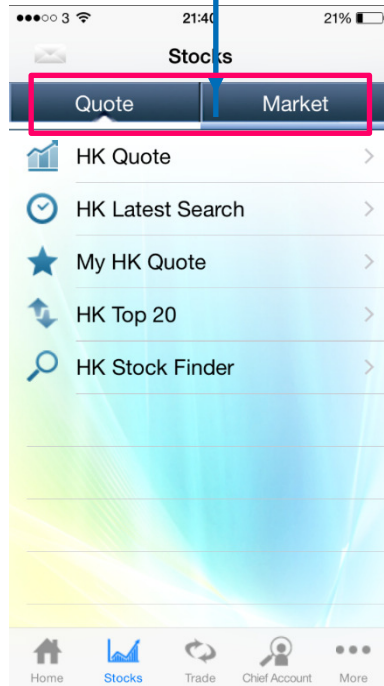 3 21:40 21%
Stocks
Quote Market
HK Quote
HK Latest Search
My HK Quote
HK Top 20
HK Stock Finder
Home Stocks Trade Chief Account More